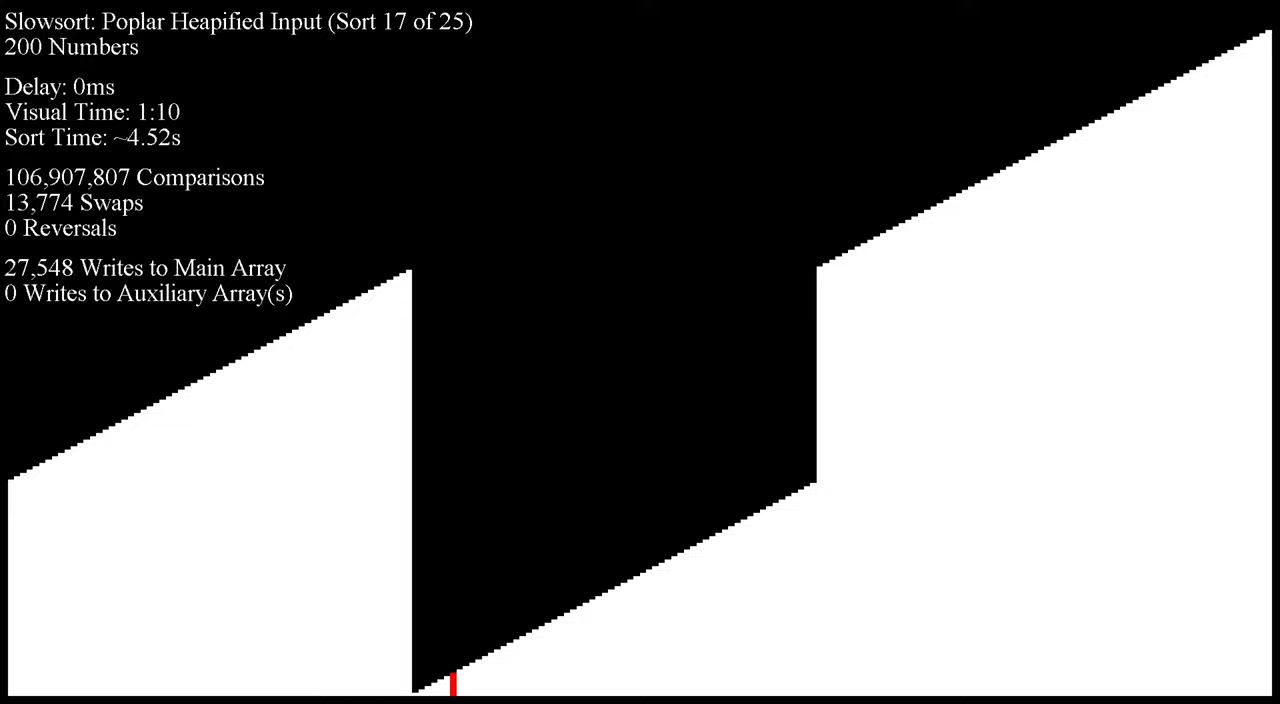 Slowsort: Poplar Heapified Input (Sort 17 of 25)
200 Numbers
Delay: 0ms
Visual Time: 1:10
Sort Time: ~4.52s
106,907,807 Comparisons
13,774 Swaps
0 Reversals
27,548 Writes to Main Array
0 Writes to Auxiliary Array(s)